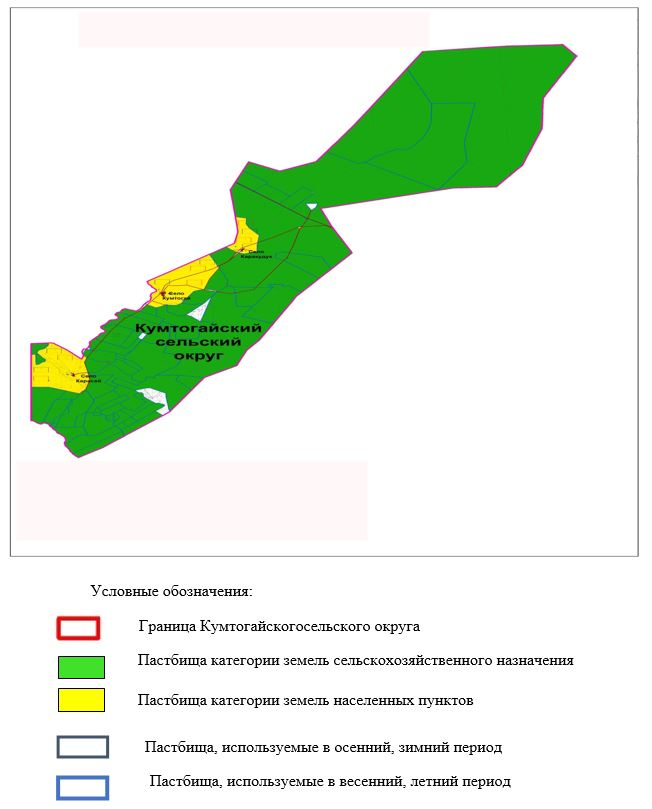 Село
Каракудук
Село
Кумтогай
Кумтогайский
сельский
округ
Село
Каракай
Условные обозначения:
Граница Кумтогайскогосельского округа
Пастбища категории земель сельскохозяйственного назначения
Пастбища категории земель населенных пунктов
Пастбища, используемые в осенний, зимний период
Пастбища, используемые в весенний, летний период